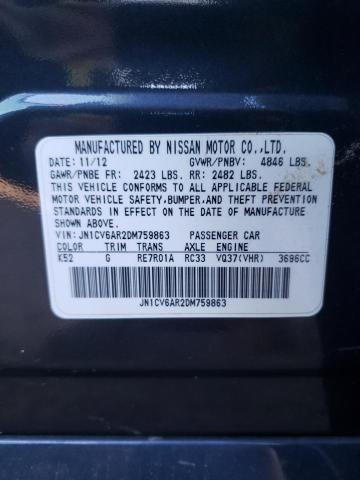 MANUFACTURED BY NISSAN MOTOR CO.,LTD.
DATE: 11/12 GVWR/PNBV: 4846 LBS.
GAWR/PNBE FR: 2423 LBS. RR: 2482 LBS.
THIS VEHICLE CONFORMS TO ALL APPLICABLE FEDERAL
MOTOR VEHICLE SAFETY,BUMPER,AND THEFT PREVENTION
STANDARDS IN EFFECT ON THE DATE OF MANUFACTURE
SHOWN ABOVE.
VIN: JN1CV6AR2DM759863 PASSENGER CAR
COLOR TRIM TRANS AXLE ENGINE
K52 G RE7R01A RC33 VQ37(VHR) 3696CC
JN1CV6AR2DM759863